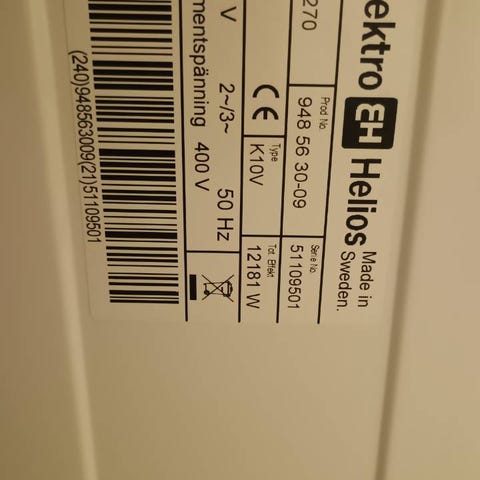 ektro EH Helios Made in
Sweden.
270
Prod No.
948 56 30-09
Serie No.
51109501
CE
Type
K10V
Tot. Effekt
12181 W
V 2~/3~ 50 Hz
mentspänning 400 V
(240)948563009(21)51109501